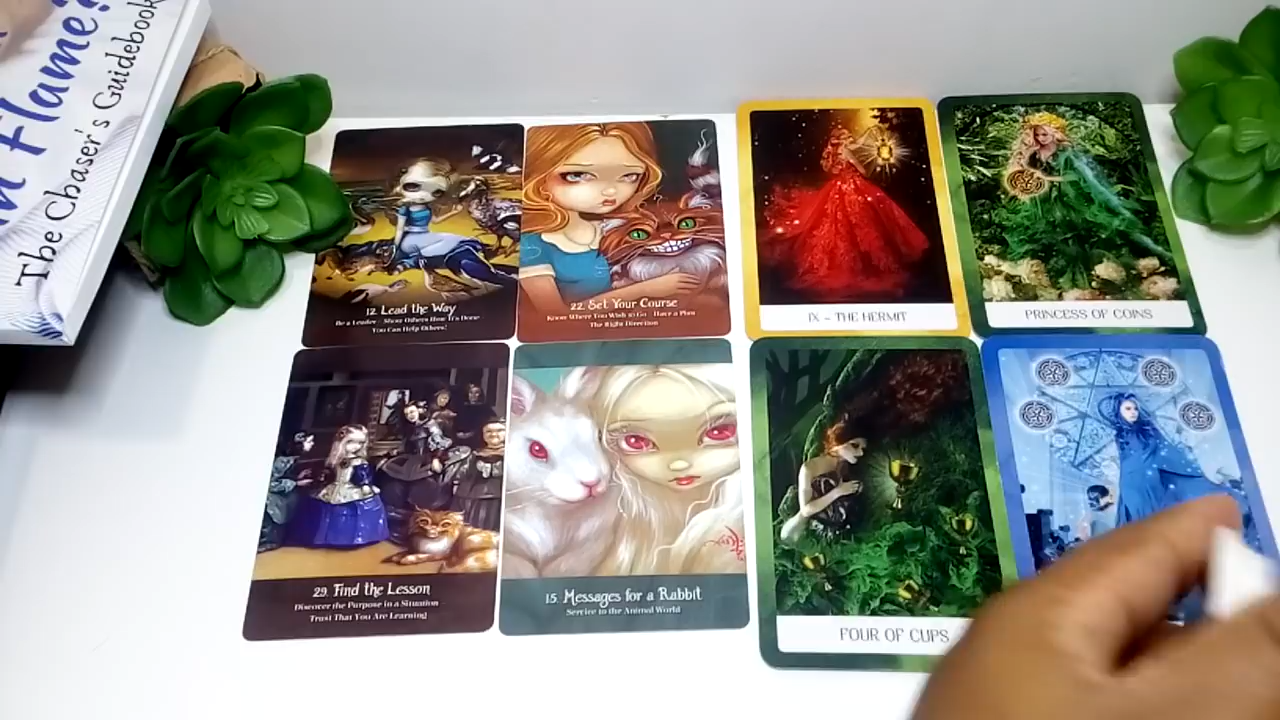 n Flame?
The Chaser's Guidebook
12. Lead the Way
Be a Leader - Show Others How It's Done
You Can Help Others!
22. Set Your Course
Know Where You Wish to Go - Have a Plan
The Right Direction
IX - THE HERMIT
PRINCESS OF COINS
29. Find the Lesson
Discover the Purpose in a Situation
Trust That You Are Learning
15. Messages for a Rabbit
Service to the Animal World
FOUR OF CUPS